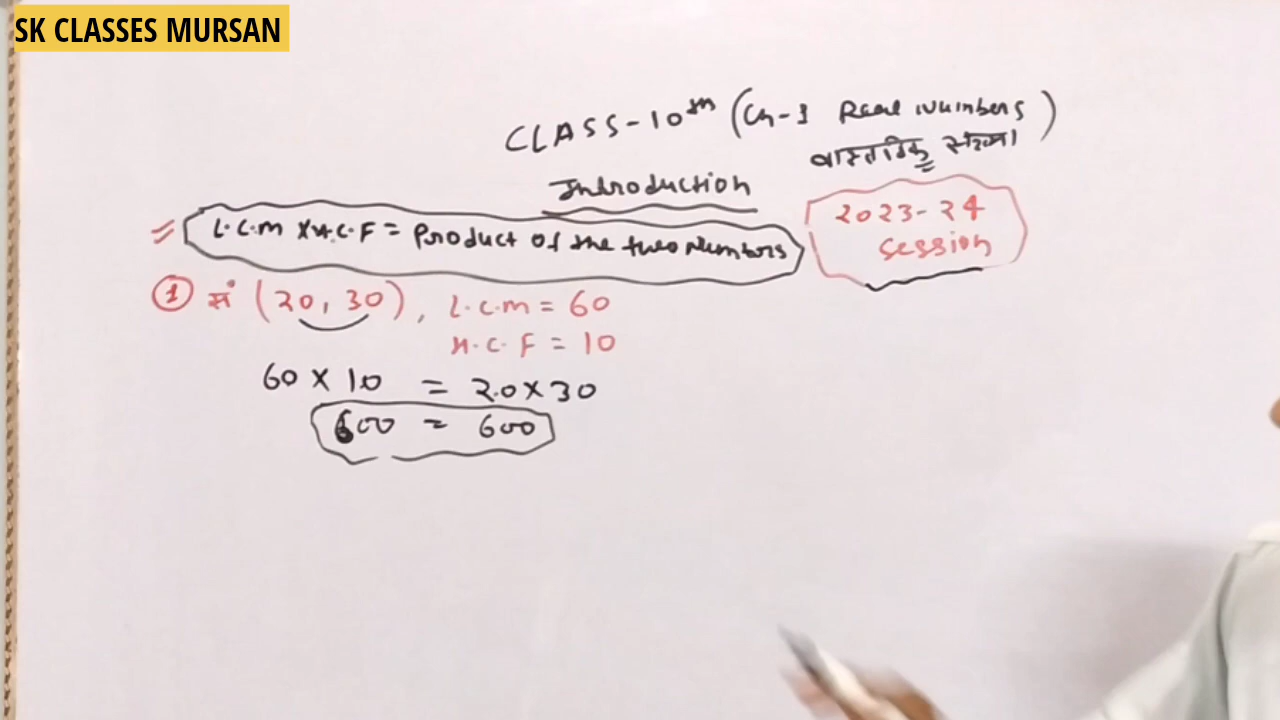 SK CLASSES MURSAN
CLASS-10th (Ch-1 Real Numbers)
वास्तविक संख्या
Introduction
2023-24
session
L.C.M X H.C.F = Product of the two Numbers
① सं (20, 30), L.C.M = 60
H.C.F = 10
60 X 10 = 20 X 30
600 = 600